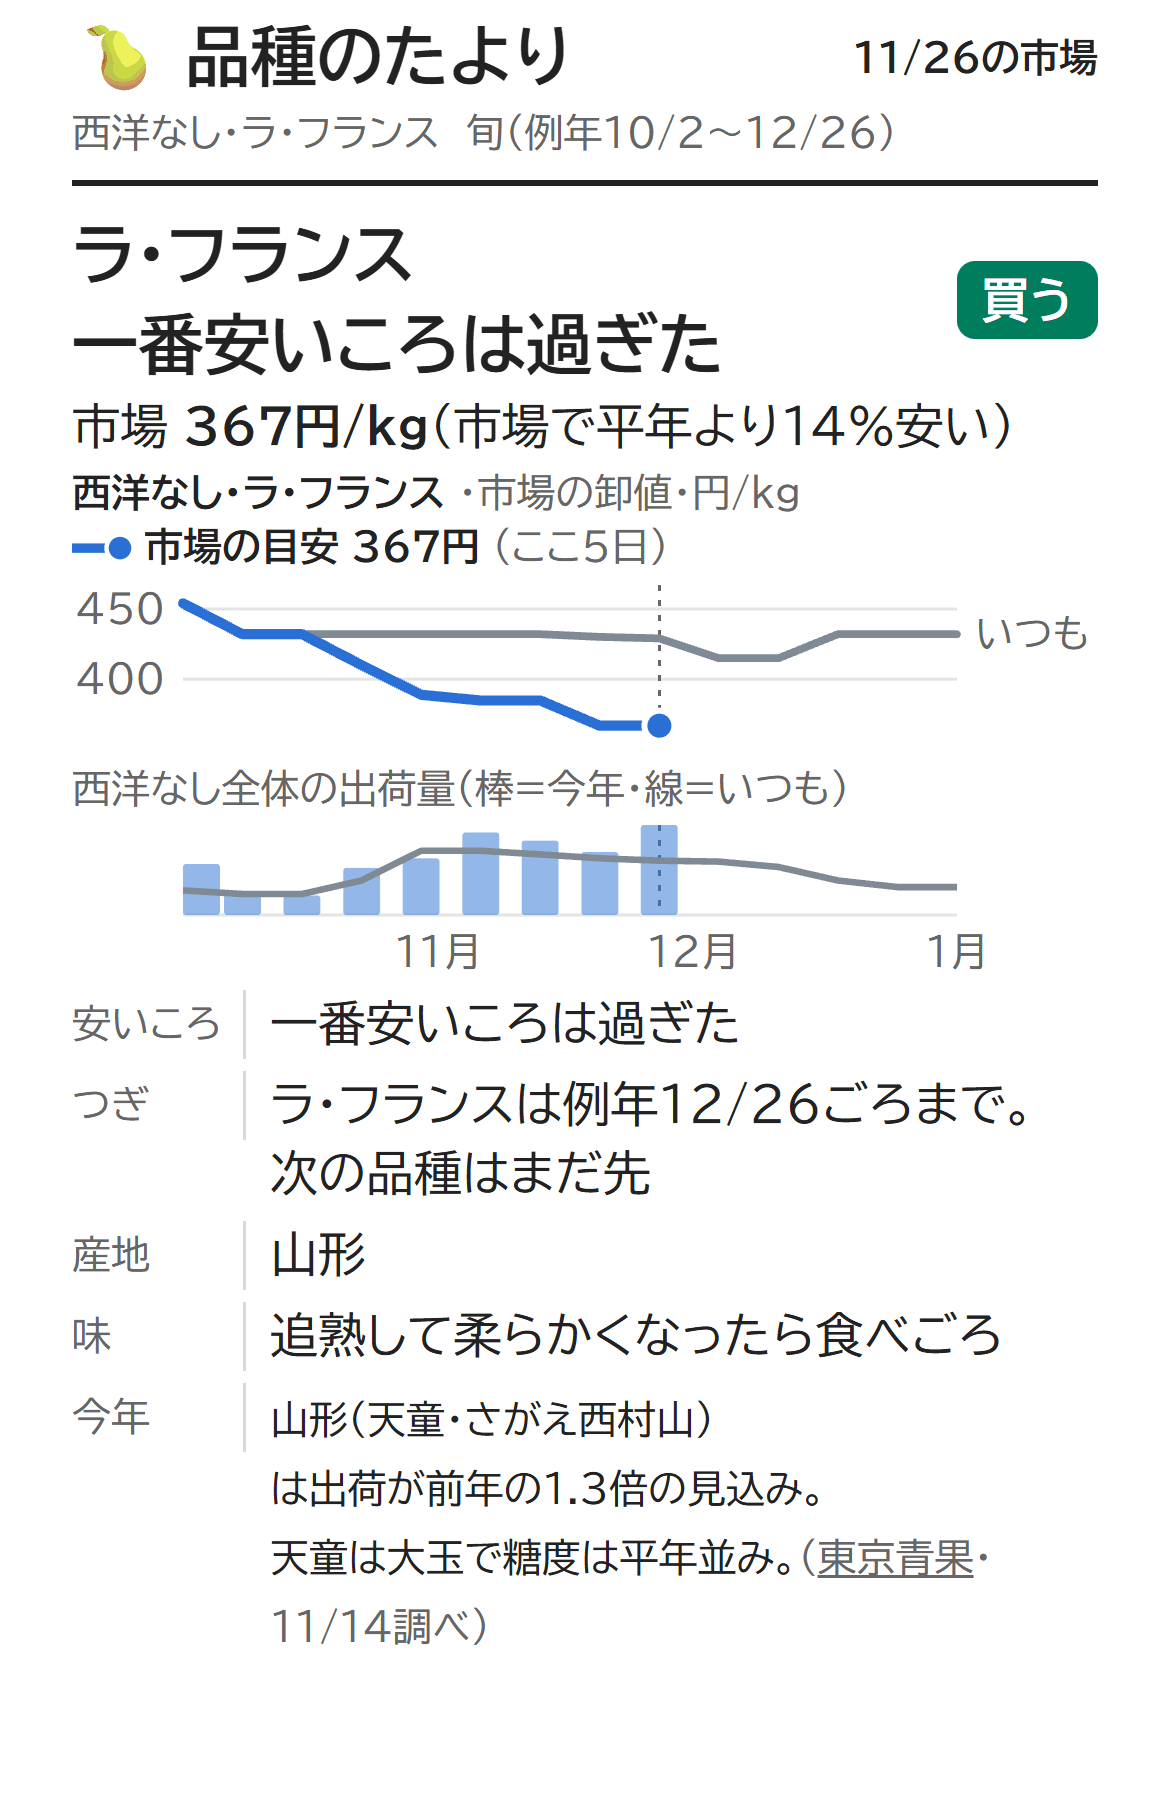 品種のたより
11/26の市場
西洋なし・ラ・フランス 旬(例年10/2〜12/26)
ラ・フランス
一番安いころは過ぎた
買う
市場 367円/kg(市場で平年より14%安い)
西洋なし・ラ・フランス ・市場の卸値・円/kg
市場の目安 367円 (ここ5日)
450
いつも
400
西洋なし全体の出荷量(棒=今年・線=いつも)
11月 12月 1月
安いころ 一番安いころは過ぎた
つぎ ラ・フランスは例年12/26ごろまで。
次の品種はまだ先
産地 山形
味 追熟して柔らかくなったら食べごろ
今年 山形(天童・さがえ西村山)
は出荷が前年の1.3倍の見込み。
天童は大玉で糖度は平年並み。(東京青果・
11/14調べ)